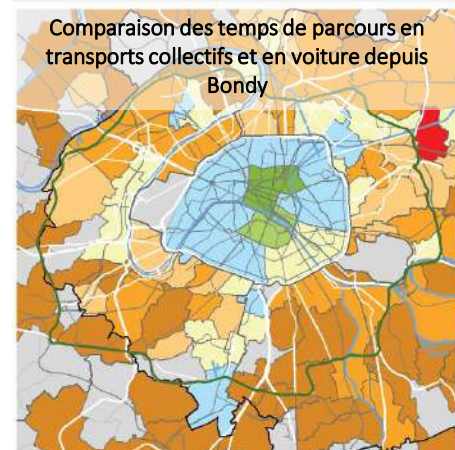 Comparaison des temps de parcours en
transports collectifs et en voiture depuis
Bondy